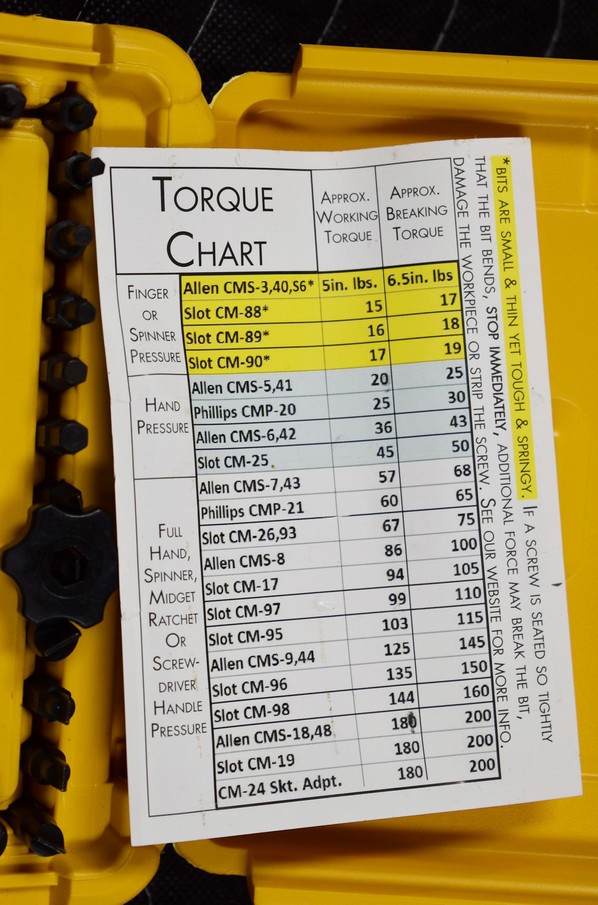 TORQUE
CHART
APPROX.
WORKING
TORQUE
APPROX.
BREAKING
TORQUE
FINGER
OR
SPINNER
PRESSURE
Allen CMS-3,40,S6* 5in. lbs. 6.5in. lbs
Slot CM-88* 15 17
Slot CM-89* 16 18
Slot CM-90* 17 19
HAND
PRESSURE
Allen CMS-5,41 20 25
Phillips CMP-20 25 30
Allen CMS-6,42 36 43
Slot CM-25 45 50
FULL
HAND,
SPINNER,
MIDGET
RATCHET
OR
SCREW-
DRIVER
HANDLE
PRESSURE
Allen CMS-7,43 57 68
Phillips CMP-21 60 65
Slot CM-26,93 67 75
Allen CMS-8 86 100
Slot CM-17 94 105
Slot CM-97 99 110
Slot CM-95 103 115
Allen CMS-9,44 125 145
Slot CM-96 135 150
Slot CM-98 144 160
Allen CMS-18,48 180 200
Slot CM-19 180 200
CM-24 Skt. Adpt. 180 200
*BITS ARE SMALL & THIN YET TOUGH & SPRINGY. IF A SCREW IS SEATED SO TIGHTLY
THAT THE BIT BENDS, STOP IMMEDIATELY, ADDITIONAL FORCE MAY BREAK THE BIT,
DAMAGE THE WORKPIECE OR STRIP THE SCREW. SEE OUR WEBSITE FOR MORE INFO.